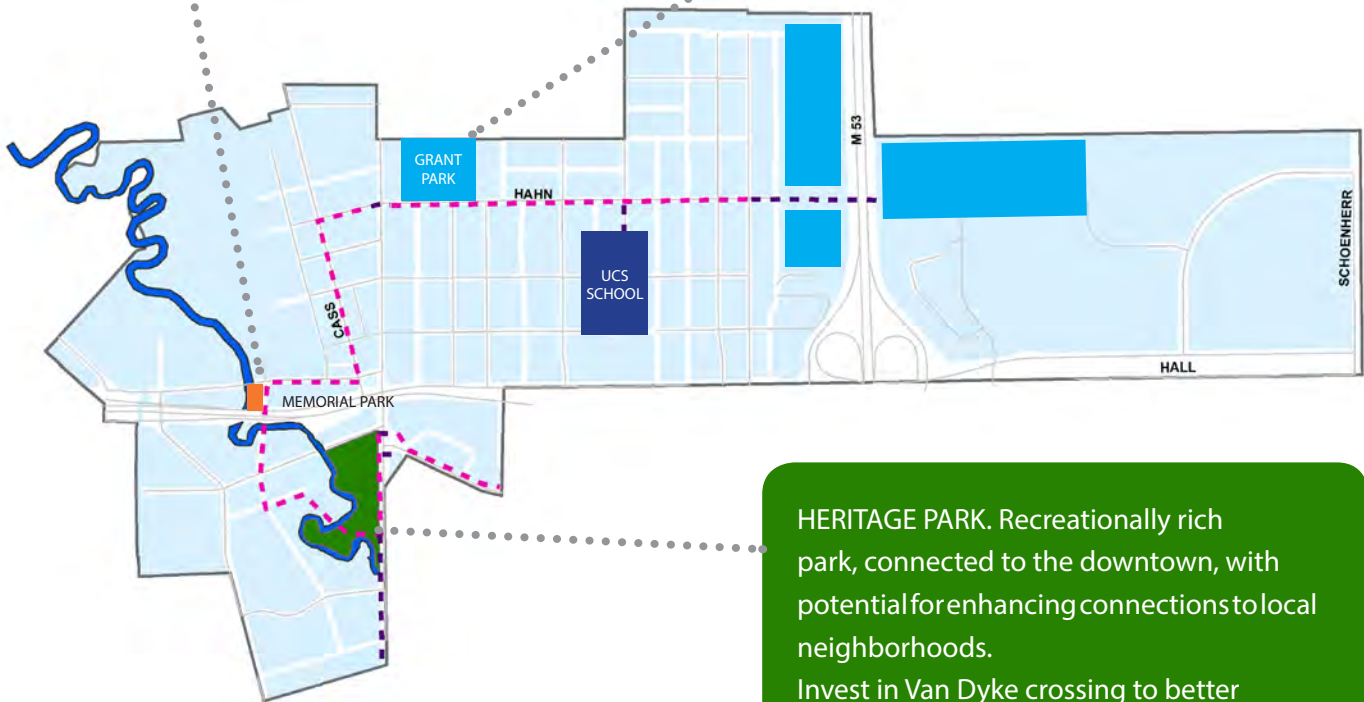 M 53
GRANT
PARK
HAHN
SCHOENHERR
UCS
SCHOOL
CASS
HALL
MEMORIAL PARK
HERITAGE PARK. Recreationally rich
park, connected to the downtown, with
potential for enhancing connections to local
neighborhoods.
Invest in Van Dyke crossing to better